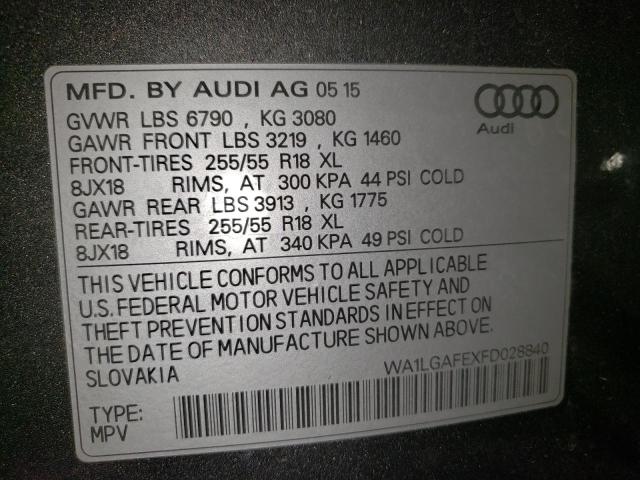 MFD. BY AUDI AG 05 15
Audi
GVWR LBS 6790 , KG 3080
GAWR FRONT LBS 3219 , KG 1460
FRONT-TIRES 255/55 R18 XL
8JX18 RIMS, AT 300 KPA 44 PSI COLD
GAWR REAR LBS 3913 , KG 1775
REAR-TIRES 255/55 R18 XL
8JX18 RIMS, AT 340 KPA 49 PSI COLD
THIS VEHICLE CONFORMS TO ALL APPLICABLE
U.S. FEDERAL MOTOR VEHICLE SAFETY AND
THEFT PREVENTION STANDARDS IN EFFECT ON
THE DATE OF MANUFACTURE SHOWN ABOVE.
SLOVAKIA
WA1LGAFEXFD028840
TYPE:
MPV